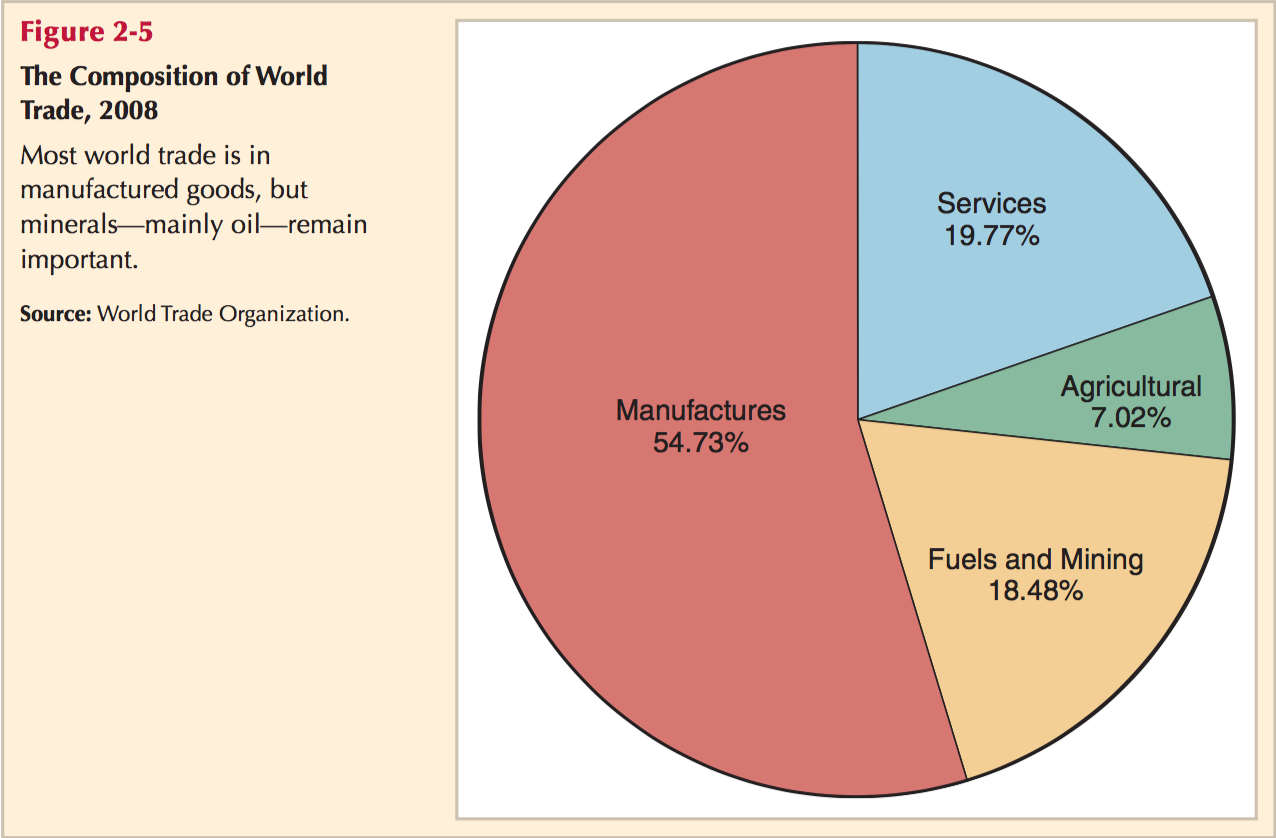 Figure 2-5
The Composition of World
Trade, 2008
Most world trade is in
manufactured goods, but
minerals—mainly oil—remain
important.
Source: World Trade Organization.
Services
19.77%
Agricultural
7.02%
Manufactures
54.73%
Fuels and Mining
18.48%